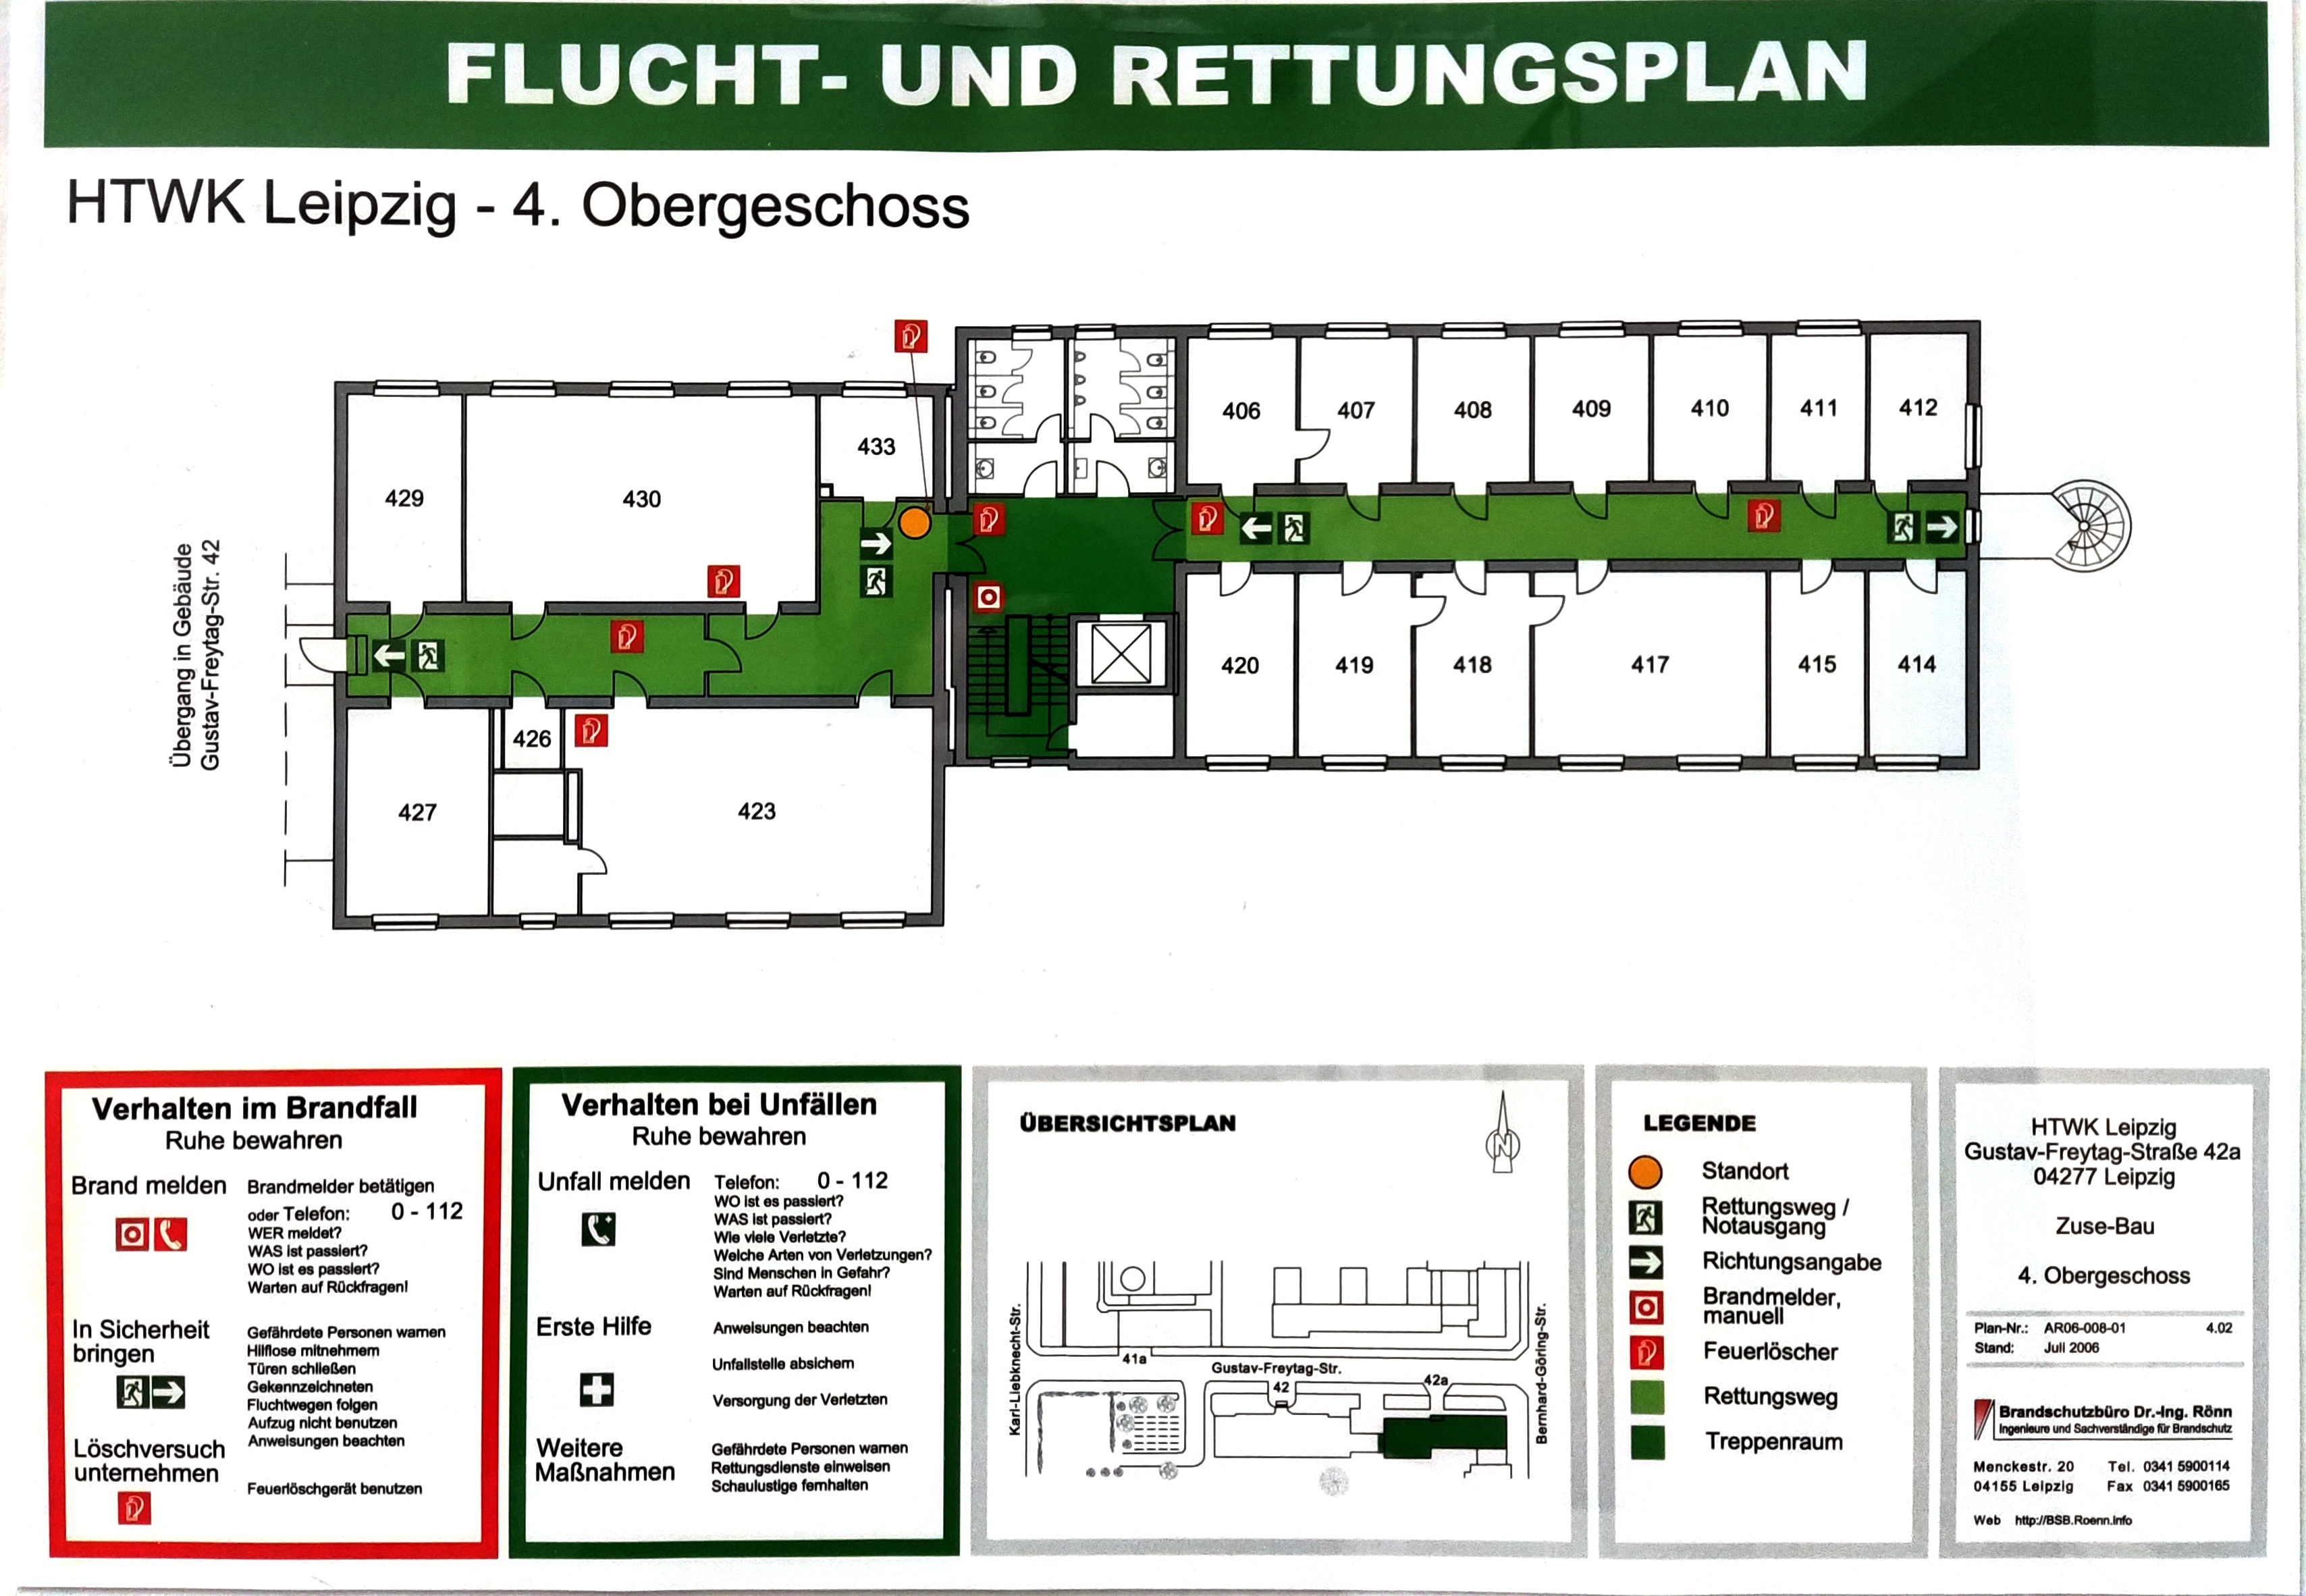 FLUCHT- UND RETTUNGSPLAN
HTWK Leipzig - 4. Obergeschoss
Übergang in Gebäude
Gustav-Freytag-Str. 42
429
430
433
406
407
408
409
410
411
412
427
426
423
420
419
418
417
415
414
Verhalten im Brandfall
Ruhe bewahren
Brand melden
Brandmelder betätigen
oder Telefon: 0 - 112
WER meldet?
WAS ist passiert?
WO ist es passiert?
Warten auf Rückfragen!
In Sicherheit
bringen
Gefährdete Personen warnen
Hilflose mitnehmem
Türen schließen
Gekennzeichneten
Fluchtwegen folgen
Aufzug nicht benutzen
Anweisungen beachten
Löschversuch
unternehmen
Feuerlöschgerät benutzen
Verhalten bei Unfällen
Ruhe bewahren
Unfall melden
Telefon: 0 - 112
WO ist es passiert?
WAS ist passiert?
Wie viele Verletzte?
Welche Arten von Verletzungen?
Sind Menschen in Gefahr?
Warten auf Rückfragen!
Erste Hilfe
Anweisungen beachten
Unfallstelle absichern
Versorgung der Verletzten
Weitere
Maßnahmen
Gefährdete Personen warnen
Rettungsdienste einweisen
Schaulustige fernhalten
ÜBERSICHTSPLAN
N
Karl-Liebknecht-Str.
41a
Gustav-Freytag-Str.
42
42a
Bernhard-Göring-Str.
LEGENDE
Standort
Rettungsweg /
Notausgang
Richtungsangabe
Brandmelder,
manuell
Feuerlöscher
Rettungsweg
Treppenraum
HTWK Leipzig
Gustav-Freytag-Straße 42a
04277 Leipzig
Zuse-Bau
4. Obergeschoss
Plan-Nr.: AR06-008-01 4.02
Stand: Juli 2006
Brandschutzbüro Dr.-Ing. Rönn
Ingenieure und Sachverständige für Brandschutz
Menckestr. 20 Tel. 0341 5900114
04155 Leipzig Fax 0341 5900165
Web http://BSB.Roenn.info